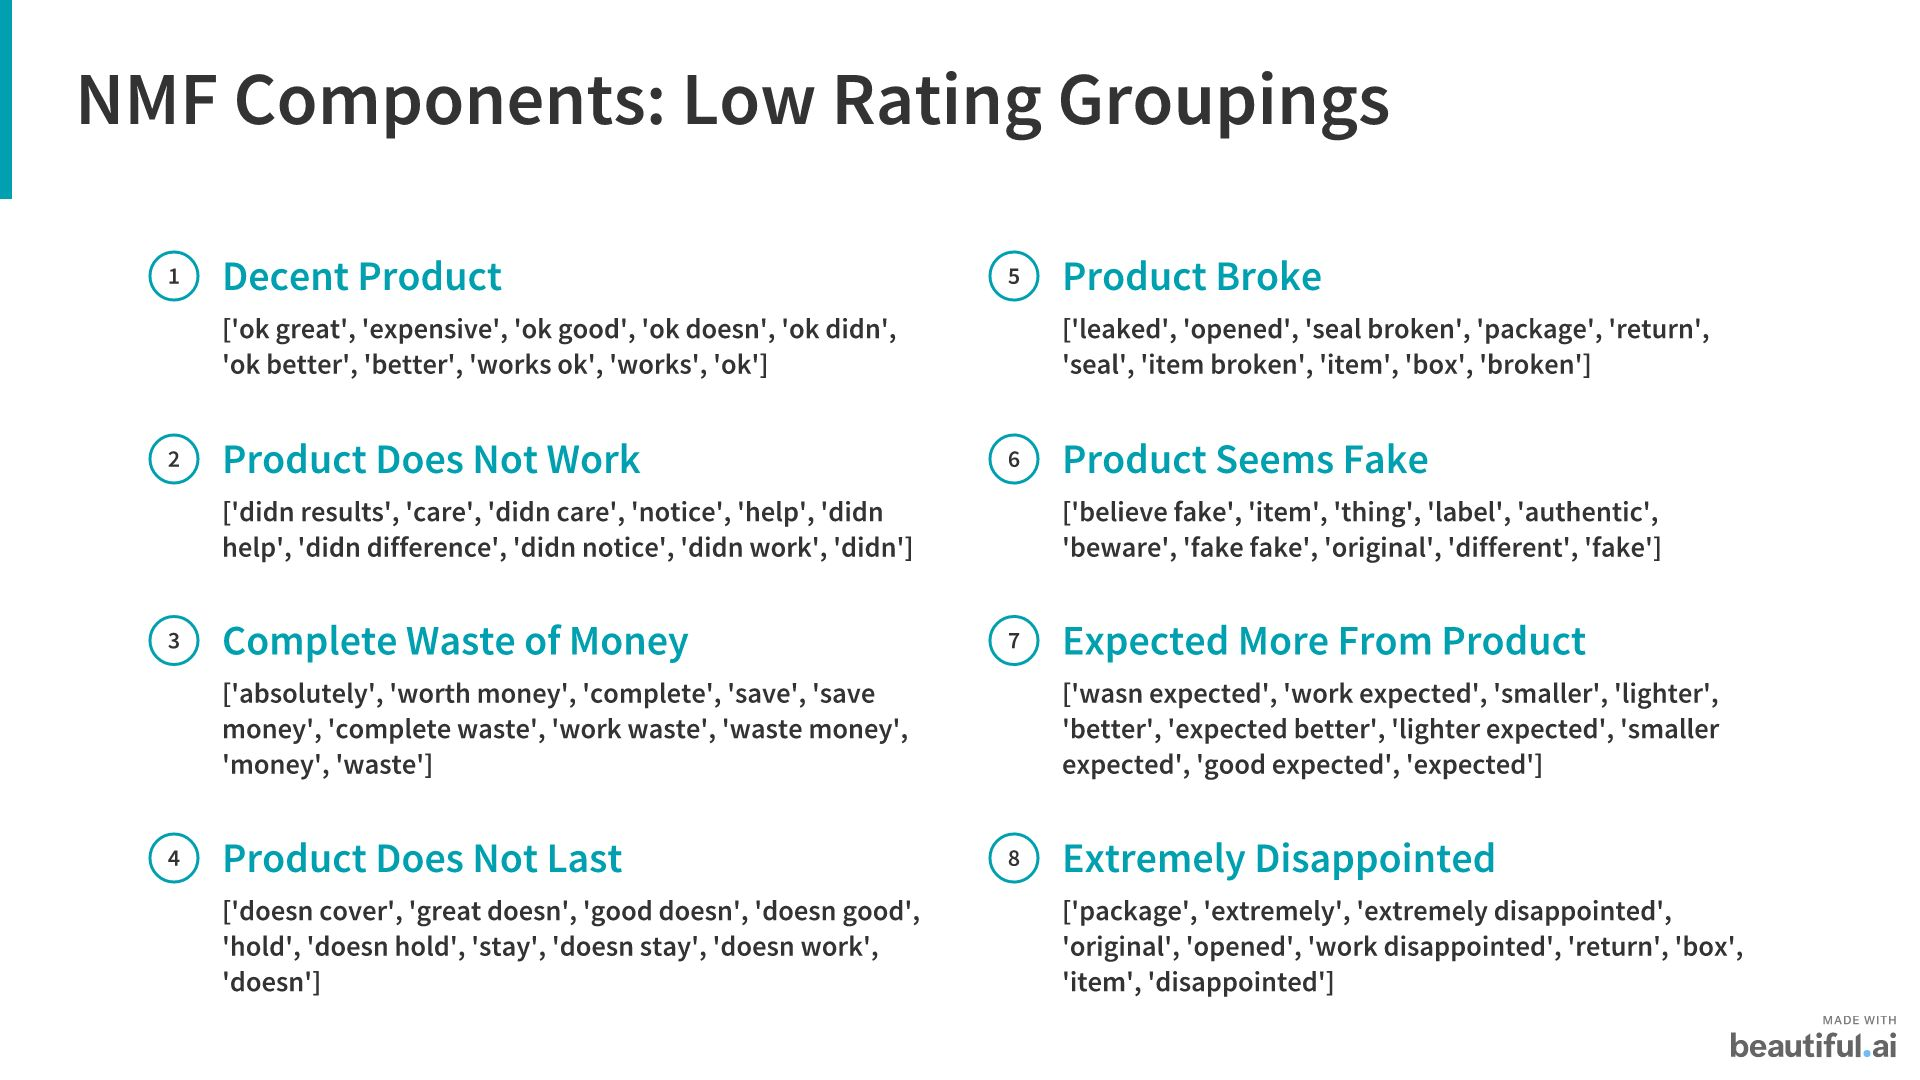 NMF Components: Low Rating Groupings
1
Decent Product
['ok great', 'expensive', 'ok good', 'ok doesn', 'ok didn',
'ok better', 'better', 'works ok', 'works', 'ok']
2
Product Does Not Work
['didn results', 'care', 'didn care', 'notice', 'help', 'didn
help', 'didn difference', 'didn notice', 'didn work', 'didn']
3
Complete Waste of Money
['absolutely', 'worth money', 'complete', 'save', 'save
money', 'complete waste', 'work waste', 'waste money',
'money', 'waste']
4
Product Does Not Last
['doesn cover', 'great doesn', 'good doesn', 'doesn good',
'hold', 'doesn hold', 'stay', 'doesn stay', 'doesn work',
'doesn']
5
Product Broke
['leaked', 'opened', 'seal broken', 'package', 'return',
'seal', 'item broken', 'item', 'box', 'broken']
6
Product Seems Fake
['believe fake', 'item', 'thing', 'label', 'authentic',
'beware', 'fake fake', 'original', 'different', 'fake']
7
Expected More From Product
['wasn expected', 'work expected', 'smaller', 'lighter',
'better', 'expected better', 'lighter expected', 'smaller
expected', 'good expected', 'expected']
8
Extremely Disappointed
['package', 'extremely', 'extremely disappointed',
'original', 'opened', 'work disappointed', 'return', 'box',
'item', 'disappointed']
MADE WITH
beautiful.ai